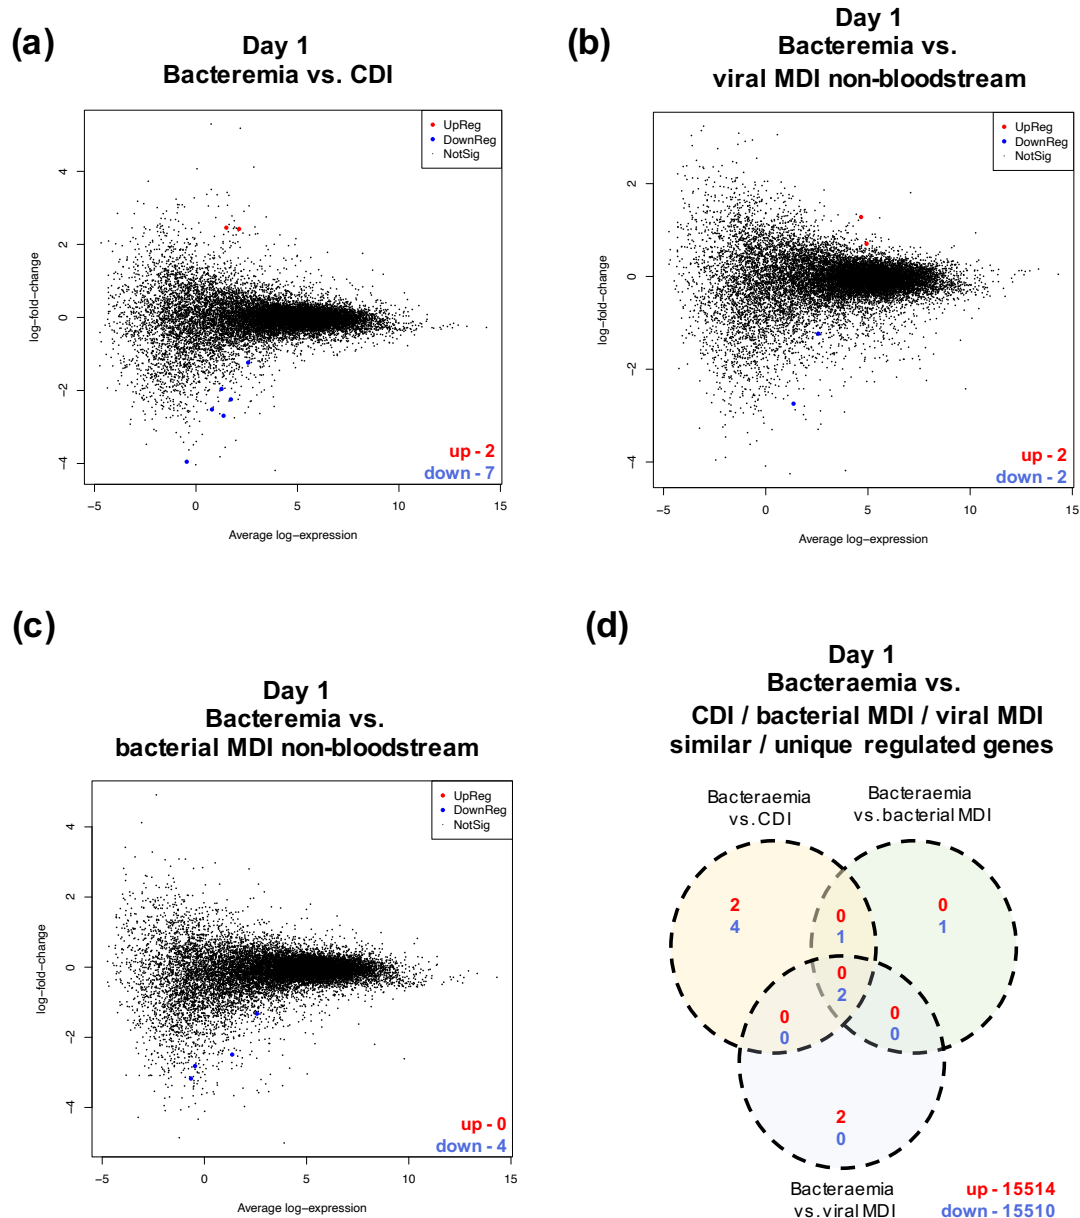 (a)
Day 1
Bacteremia vs. CDI
UpReg
DownReg
NotSig
4
2
0
−2
−4
log−fold−change
up - 2
down - 7
−5
0
5
10
15
Average log−expression
(b)
Day 1
Bacteremia vs.
viral MDI non-bloodstream
UpReg
DownReg
NotSig
2
0
−2
−4
log−fold−change
up - 2
down - 2
−5
0
5
10
15
Average log−expression
(c)
Day 1
Bacteremia vs.
bacterial MDI non-bloodstream
UpReg
DownReg
NotSig
4
2
0
−2
−4
log−fold−change
up - 0
down - 4
−5
0
5
10
15
Average log−expression
(d)
Day 1
Bacteraemia vs.
CDI / bacterial MDI / viral MDI
similar / unique regulated genes
Bacteraemia
vs. CDI
Bacteraemia
vs. bacterial MDI
2
4
0
1
0
1
0
2
0
0
0
0
2
0
Bacteraemia
vs. viral MDI
up - 15514
down - 15510